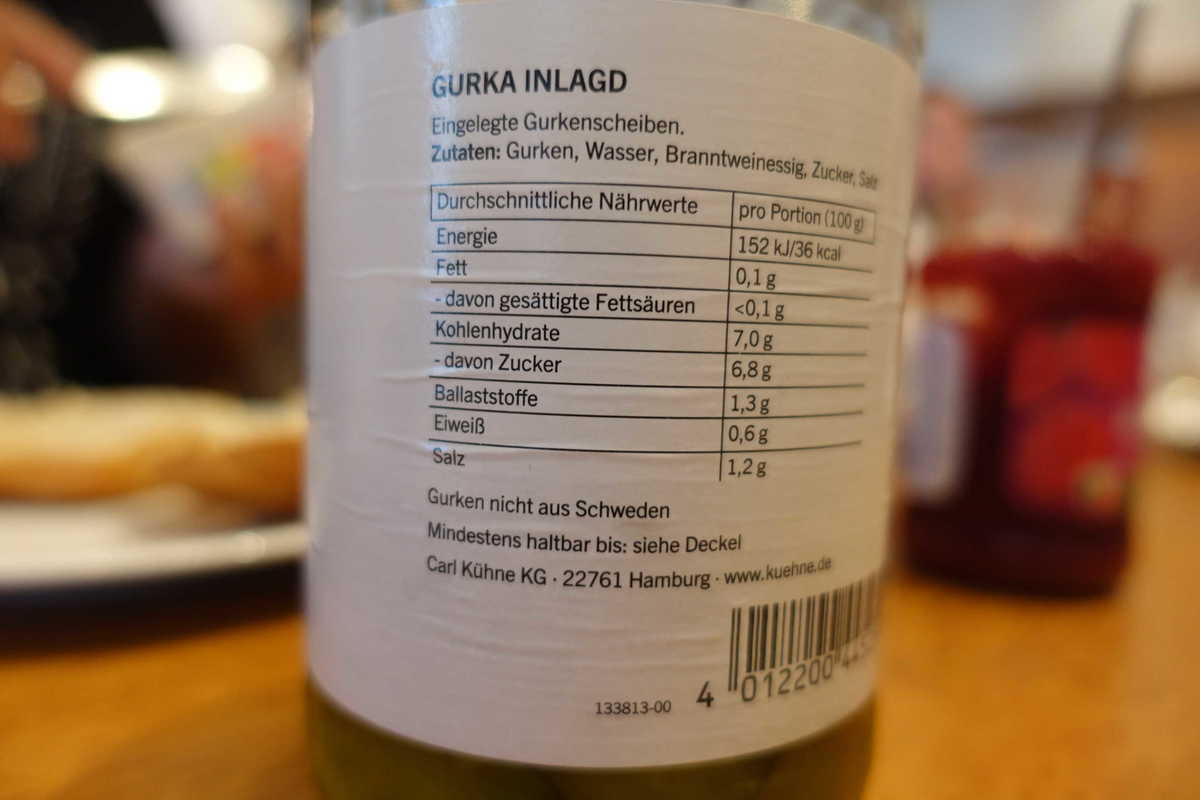 GURKA INLAGD
Eingelegte Gurkenscheiben.
Zutaten: Gurken, Wasser, Branntweinessig, Zucker, Salz
Durchschnittliche Nährwerte pro Portion (100 g)
Energie 152 kJ/36 kcal
Fett 0,1 g
- davon gesättigte Fettsäuren <0,1 g
Kohlenhydrate 7,0 g
- davon Zucker 6,8 g
Ballaststoffe 1,3 g
Eiweiß 0,6 g
Salz 1,2 g
Gurken nicht aus Schweden
Mindestens haltbar bis: siehe Deckel
Carl Kühne KG · 22761 Hamburg · www.kuehne.de
133813-00 4 012200